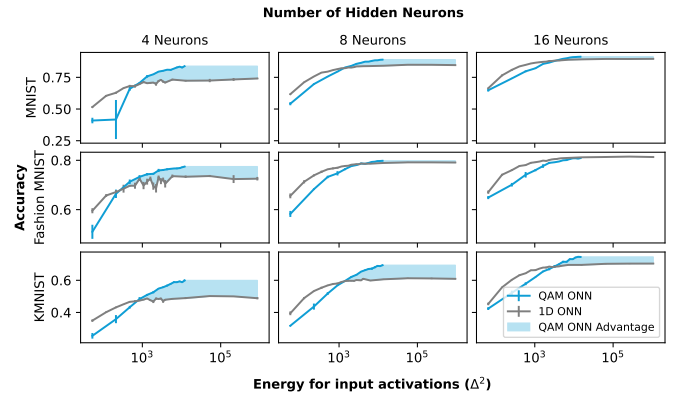 Number of Hidden Neurons
4 Neurons 8 Neurons 16 Neurons
MNIST
0.75
0.50
0.25
Accuracy
Fashion MNIST
0.8
0.6
KMNIST
0.6
0.4
QAM ONN
1D ONN
QAM ONN Advantage
10³ 10⁵ 10³ 10⁵ 10³ 10⁵
Energy for input activations (Δ²)